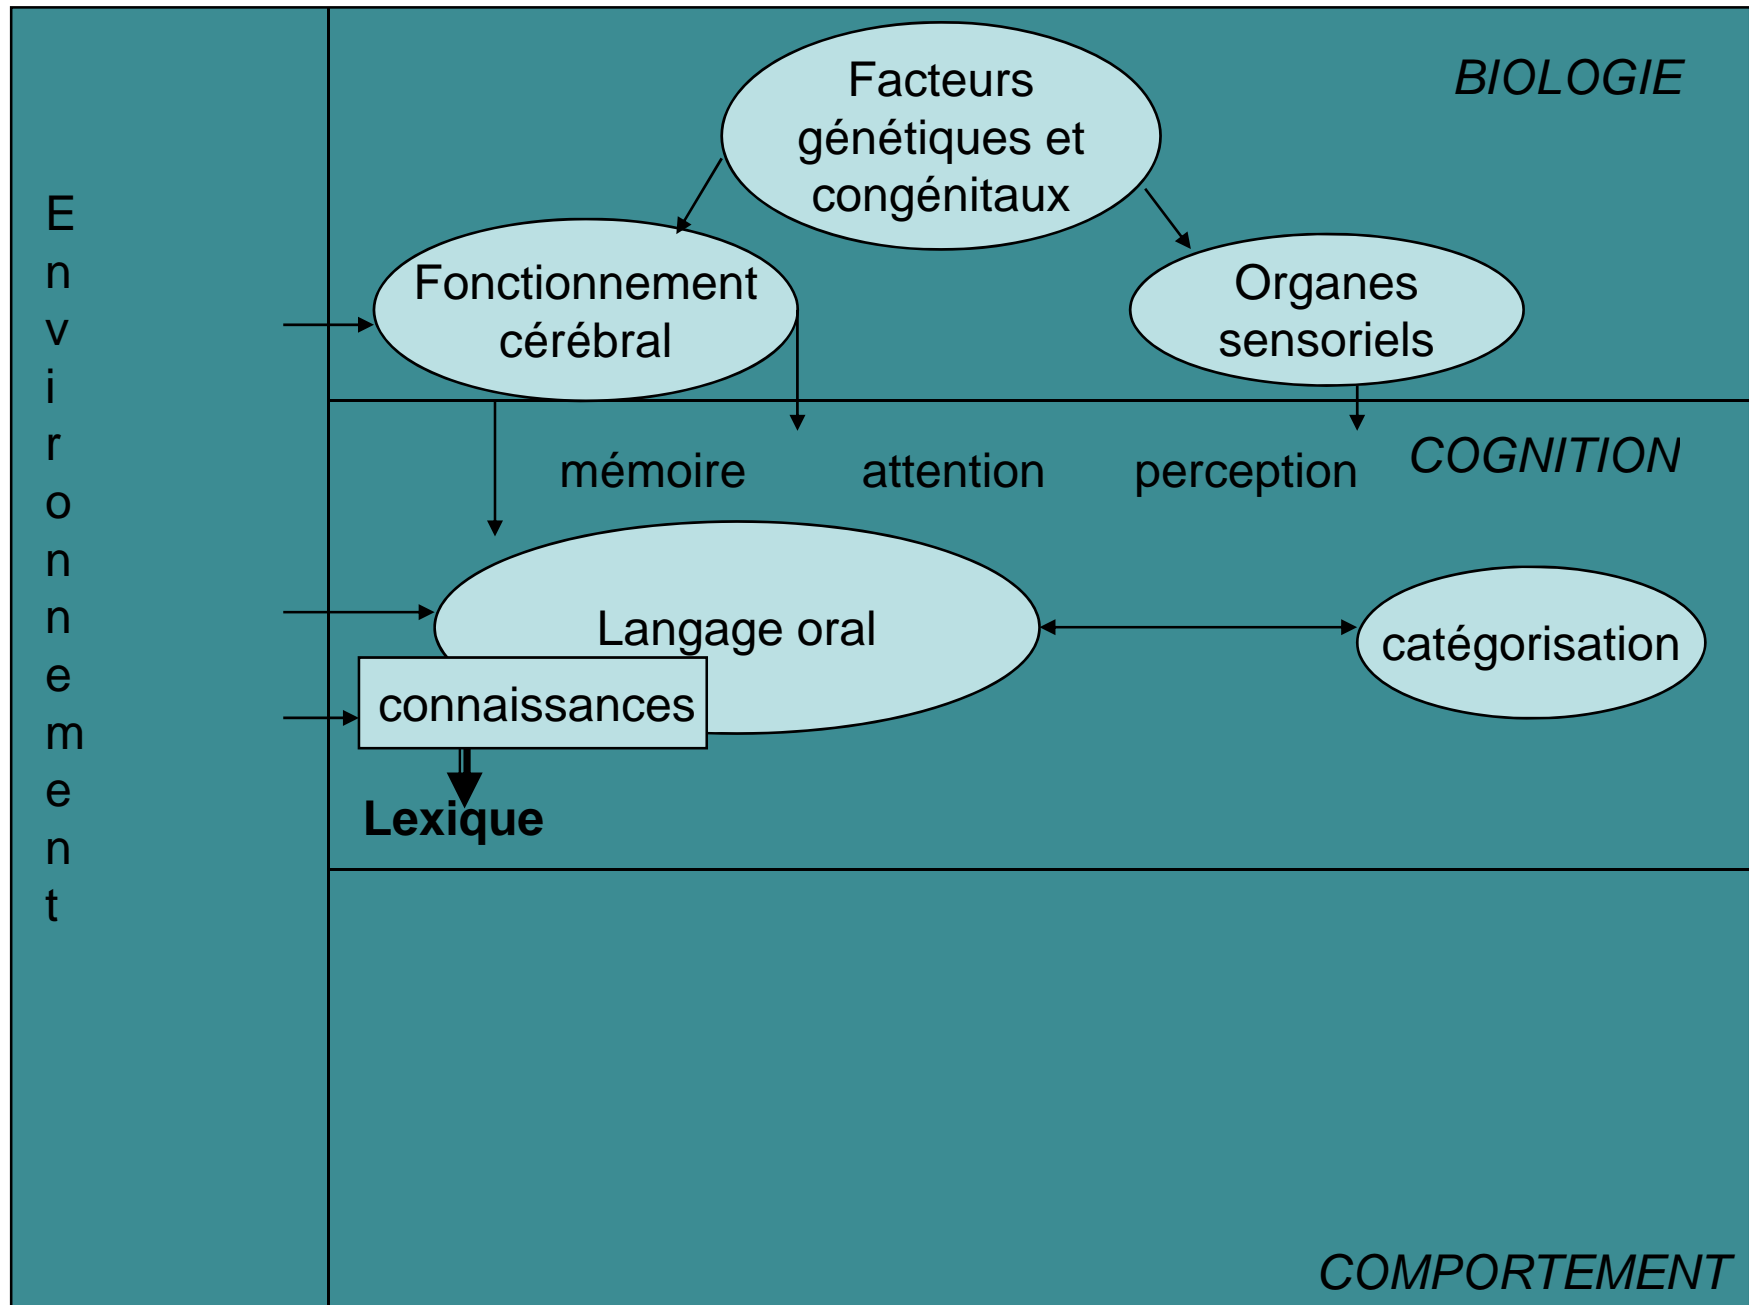 Environnement
BIOLOGIE
Facteurs
génétiques et
congénitaux
Fonctionnement
cérébral
Organes
sensoriels
COGNITION
mémoire attention perception
Langage oral
catégorisation
connaissances
Lexique
COMPORTEMENT